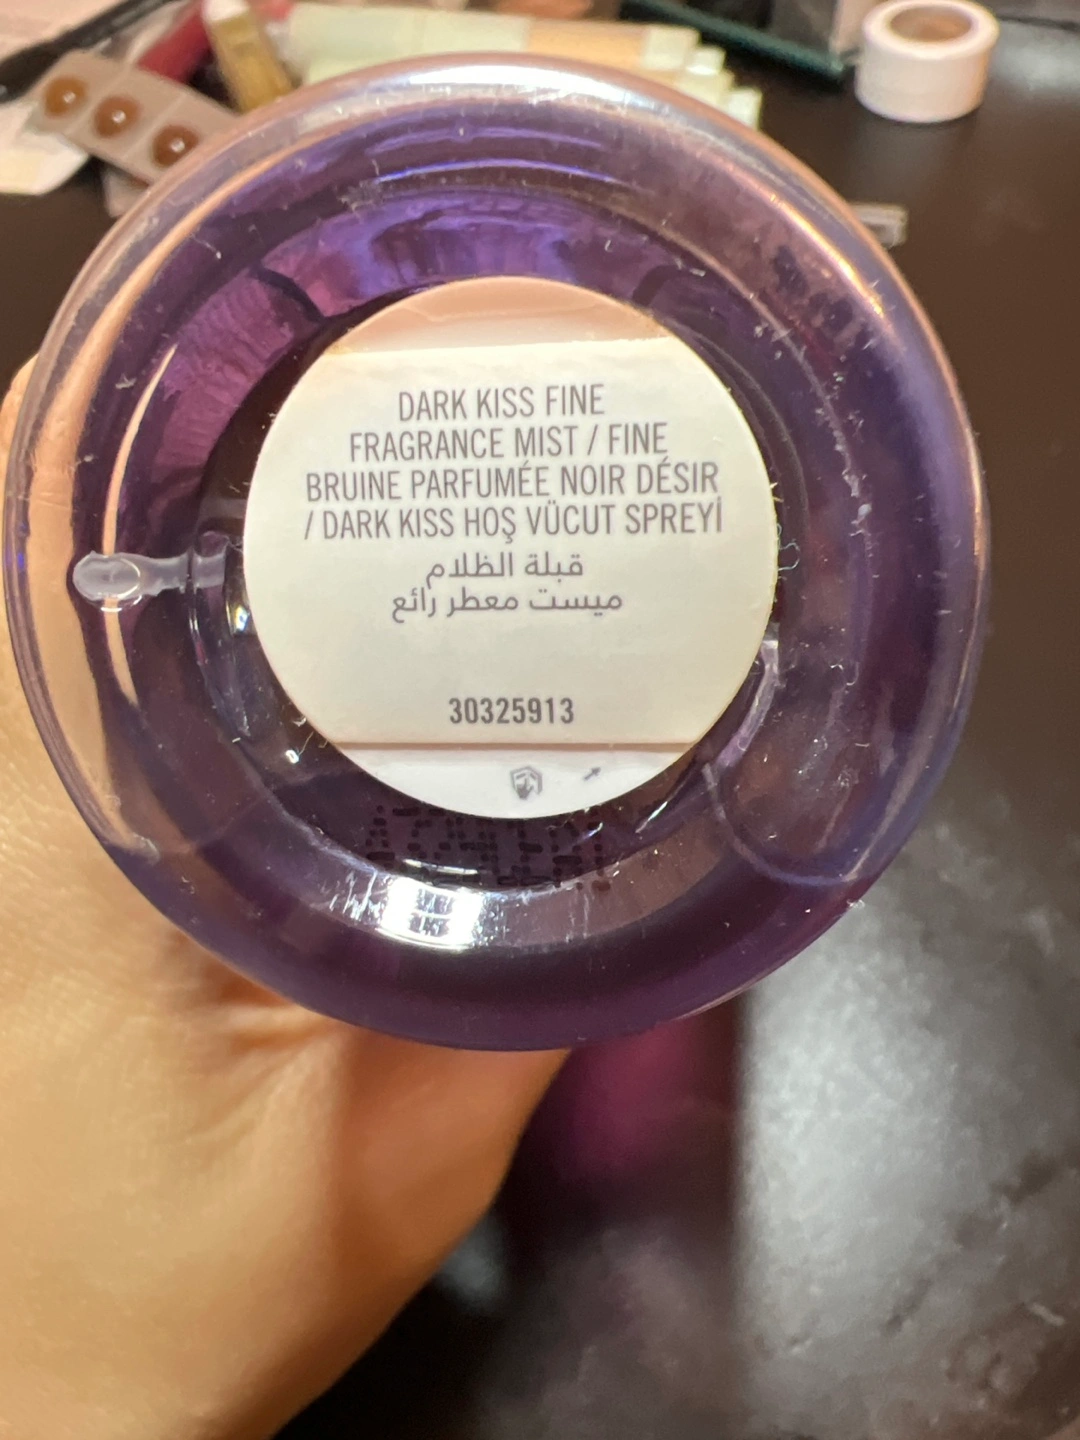 DARK KISS FINE
FRAGRANCE MIST / FINE
BRUINE PARFUMÉE NOIR DÉSIR
/ DARK KISS HOŞ VÜCUT SPREYİ
قبلة الظلام
ميست معطر رائع
30325913